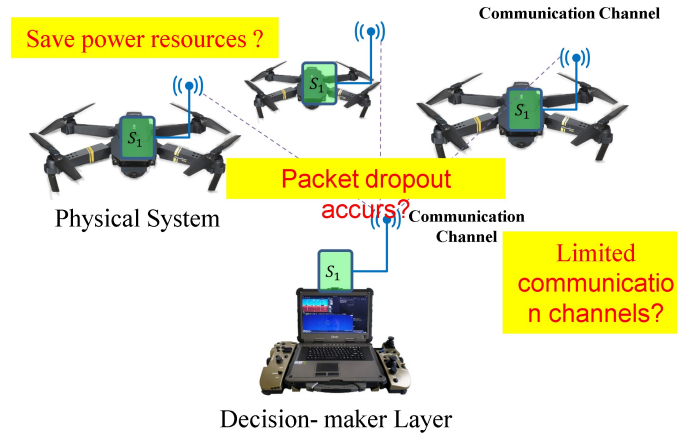 Communication Channel
Save power resources ?
S1
S1
S1
Packet dropout
accurs?
Communication
Channel
Physical System
Limited
communicatio
n channels?
S1
Decision- maker Layer